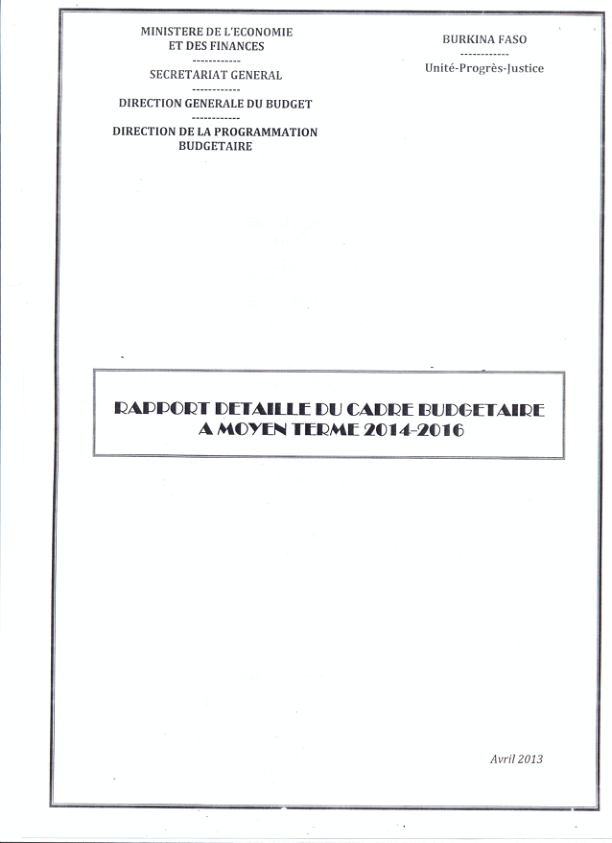 MINISTERE DE L'ECONOMIE
ET DES FINANCES
------------
SECRETARIAT GENERAL
------------
DIRECTION GENERALE DU BUDGET
------------
DIRECTION DE LA PROGRAMMATION
BUDGETAIRE
BURKINA FASO
------------
Unité-Progrès-Justice
RAPPORT DETAILLE DU CADRE BUDGETAIRE
A MOYEN TERME 2014-2016
Avril 2013